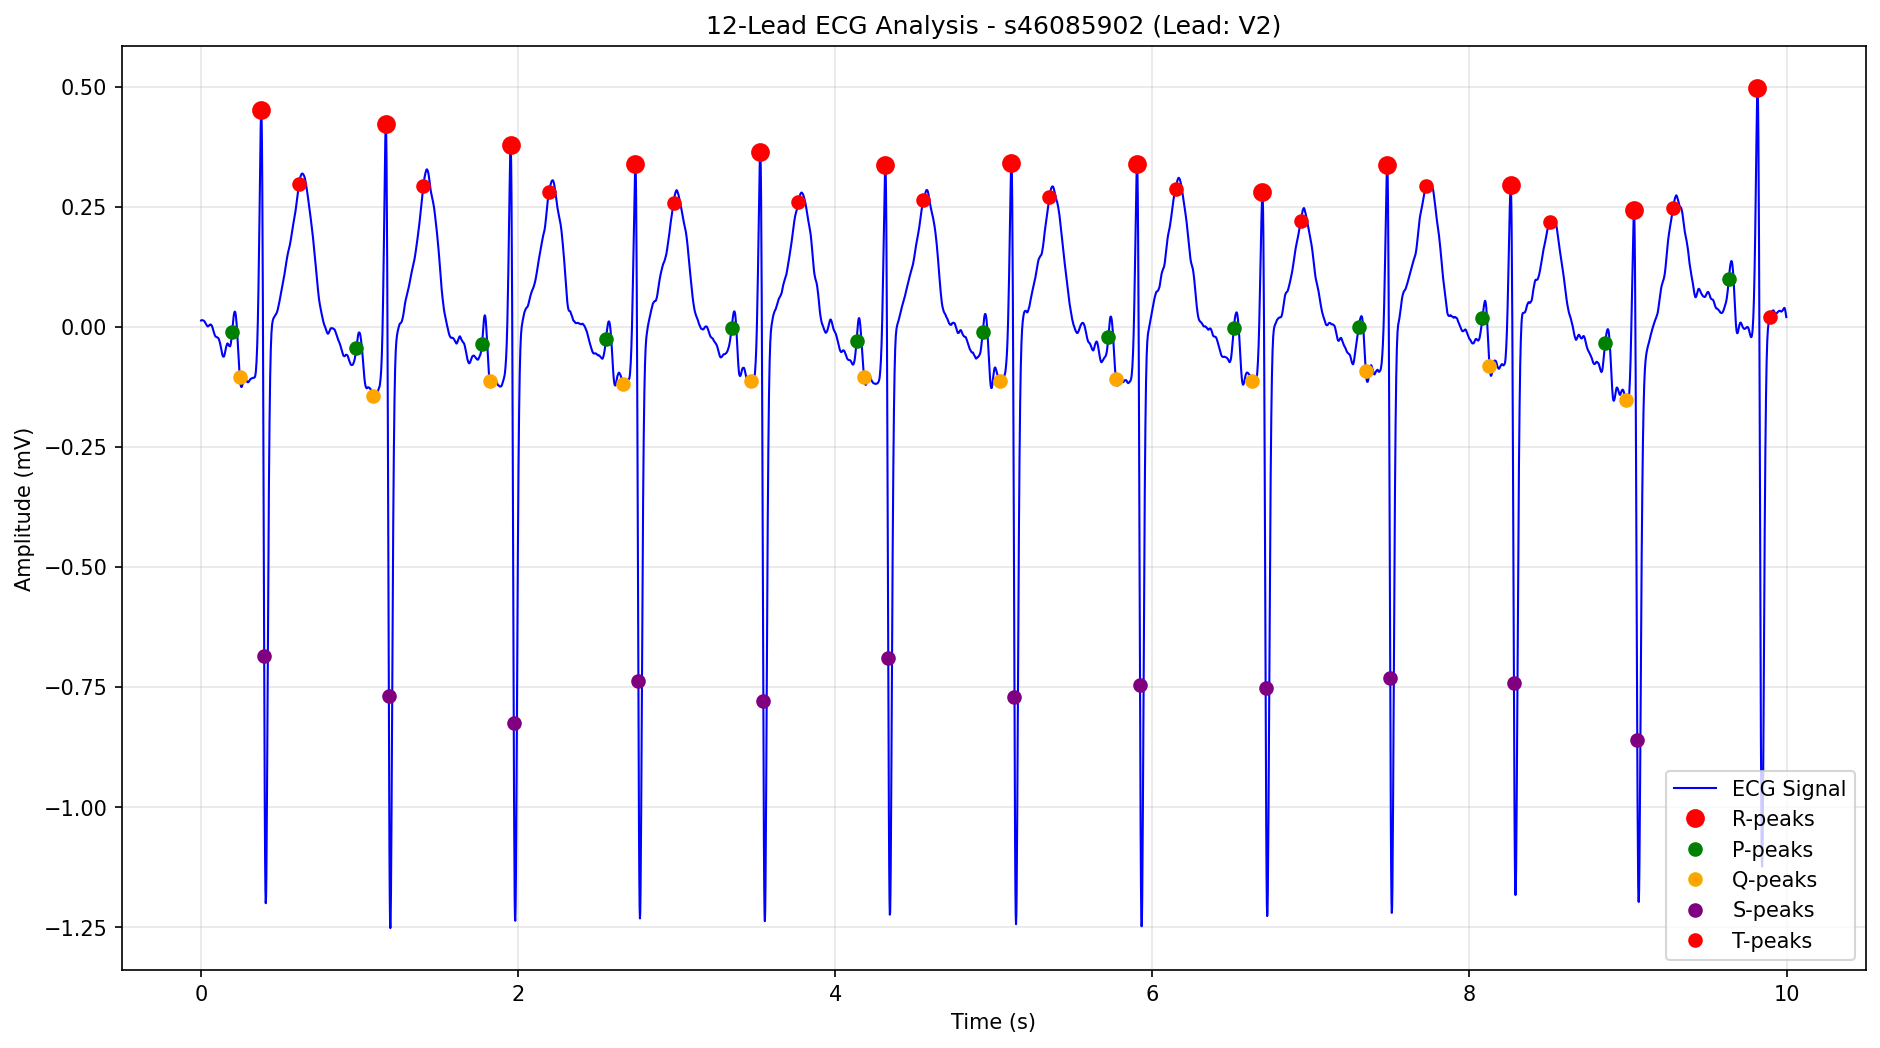 12-Lead ECG Analysis - s46085902 (Lead: V2)
0.50
0.25
0.00
−0.25
−0.50
−0.75
−1.00
−1.25
Amplitude (mV)
ECG Signal
R-peaks
P-peaks
Q-peaks
S-peaks
T-peaks
0 2 4 6 8 10
Time (s)